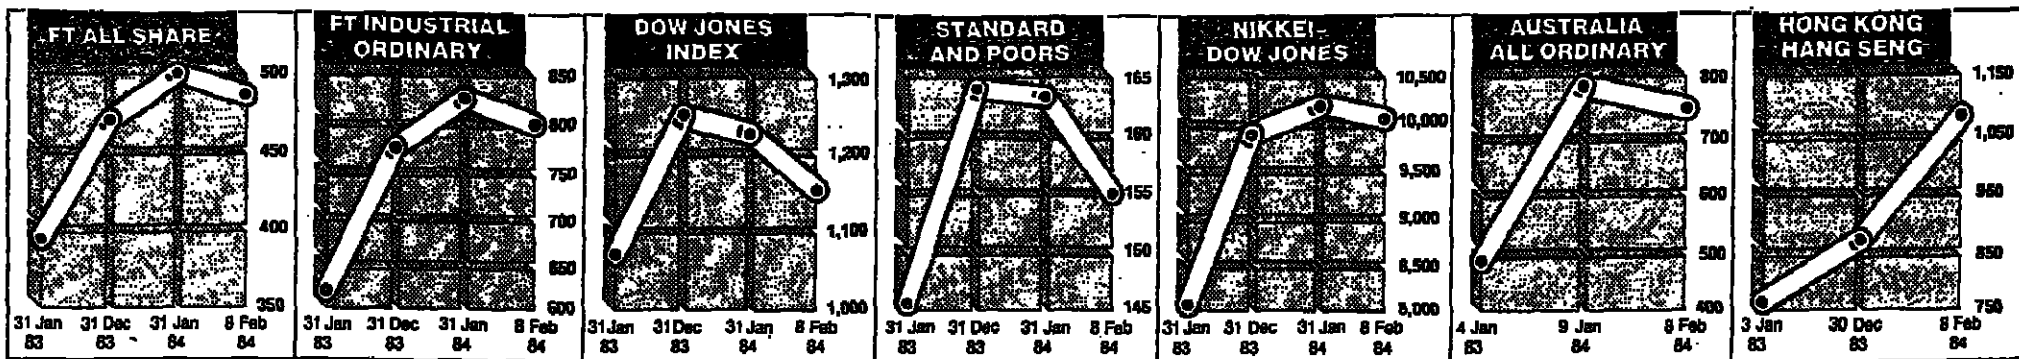 FT ALL SHARE
500
450
400
350
31 Jan 31 Dec 31 Jan 8 Feb
83 83 84 84
FT INDUSTRIAL
ORDINARY
850
800
750
700
650
600
31 Jan 31 Dec 31 Jan 8 Feb
83 83 84 84
DOW JONES
INDEX
1,300
1,200
1,100
1,000
31 Jan 31 Dec 31 Jan 8 Feb
83 83 84 84
STANDARD
AND POORS
165
160
155
150
145
31 Jan 31 Dec 31 Jan 8 Feb
83 83 84 84
NIKKEI-
DOW JONES
10,500
10,000
9,500
9,000
8,500
8,000
31 Jan 31 Dec 31 Jan 8 Feb
83 83 84 84
AUSTRALIA
ALL ORDINARY
800
700
600
500
400
4 Jan 9 Jan 8 Feb
83 84 84
HONG KONG
HANG SENG
1,150
1,050
950
850
750
3 Jan 30 Dec 8 Feb
83 83 84